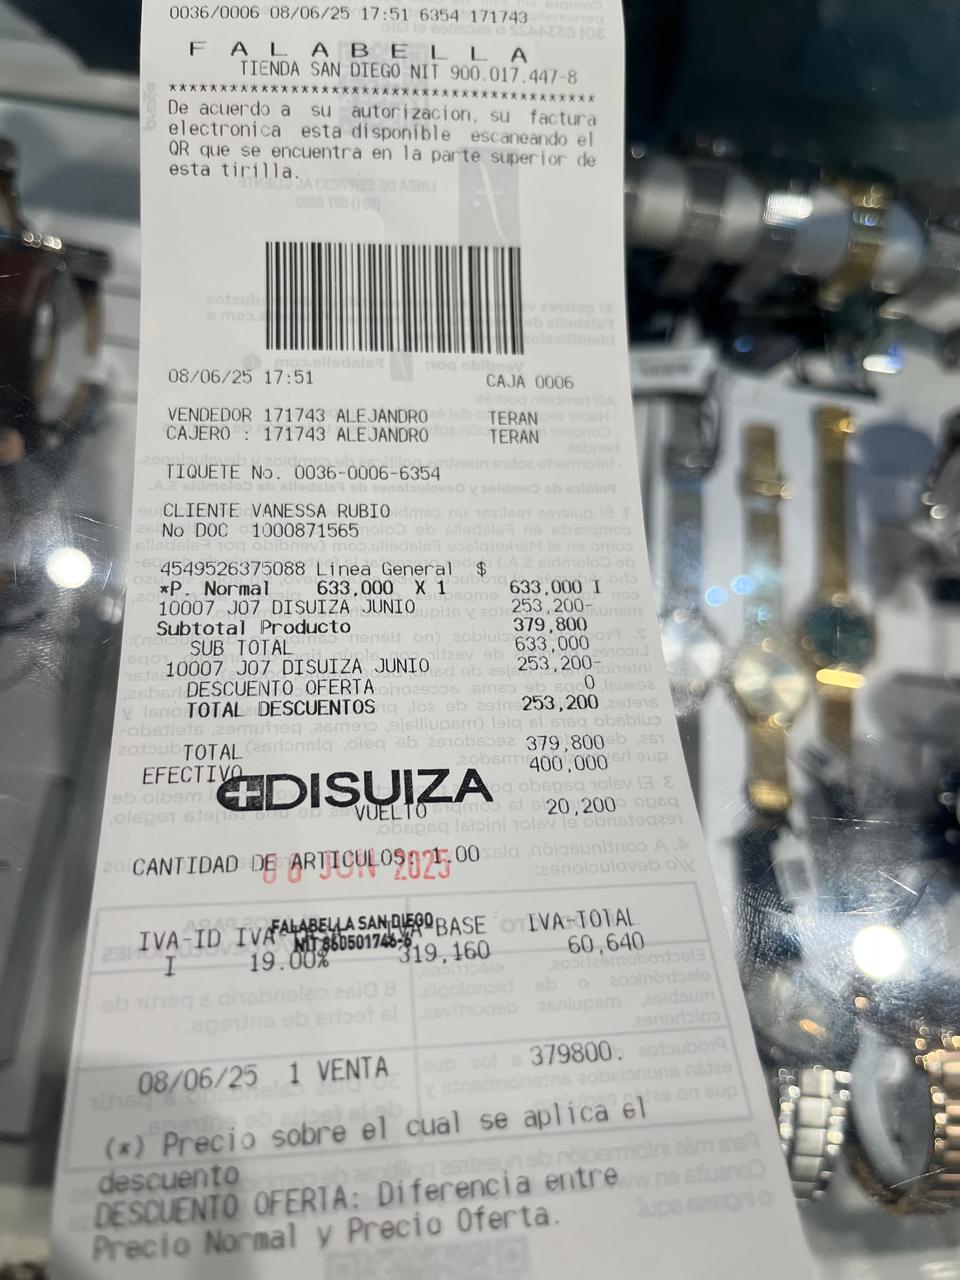 0036/0006 08/06/25 17:51 6354 171743
F A L A B E L L A
TIENDA SAN DIEGO NIT 900.017.447-8
******************************************
De acuerdo a su autorizacion, su factura
electronica esta disponible escaneando el
QR que se encuentra en la parte superior de
esta tirilla.
08/06/25 17:51 CAJA 0006
VENDEDOR 171743 ALEJANDRO TERAN
CAJERO : 171743 ALEJANDRO TERAN
TIQUETE No. 0036-0006-6354
CLIENTE VANESSA RUBIO
No DOC 1000871565
4549526375088 Linea General $
*P. Normal 633,000 X 1 633,000 I
10007 J07 DISUIZA JUNIO 253,200-
Subtotal Producto 379,800
SUB TOTAL 633,000
10007 J07 DISUIZA JUNIO 253,200-
DESCUENTO OFERTA 0
TOTAL DESCUENTOS 253,200
TOTAL 379,800
EFECTIVO 400,000
DISUIZA
VUELTO 20,200
CANTIDAD DE ARTICULOS: 1.00
JUN 2025
FALABELLA SAN DIEGO
NIT 860501746-6
IVA-ID IVA BASE IVA-TOTAL
I 19.00% 319,160 60,640
08/06/25 1 VENTA 379800.
(*) Precio sobre el cual se aplica el
descuento
DESCUENTO OFERTA: Diferencia entre
Precio Normal y Precio Oferta.